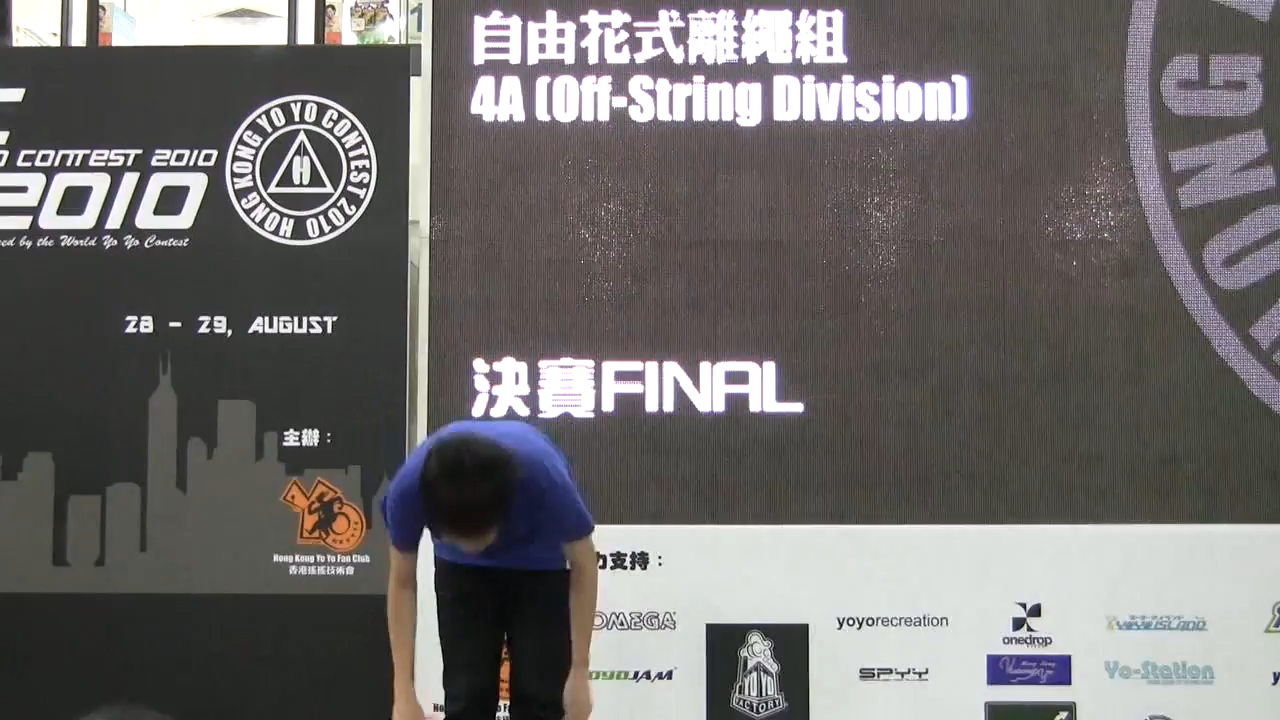 自由花式離繩組
4A (Off-String Division)
決賽FINAL
CONTEST 2010
2010
by the World Yo Yo Contest
HONG KONG YO YO CONTEST 2010
H
28 - 29, AUGUST
主辦：
Hong Kong Yo Yo Fan Club
香港搖搖技術會
力支持：
OMEGA
yoyorecreation
onedrop
YOYO FACTORY
SPYY
Yo-Station
KONG